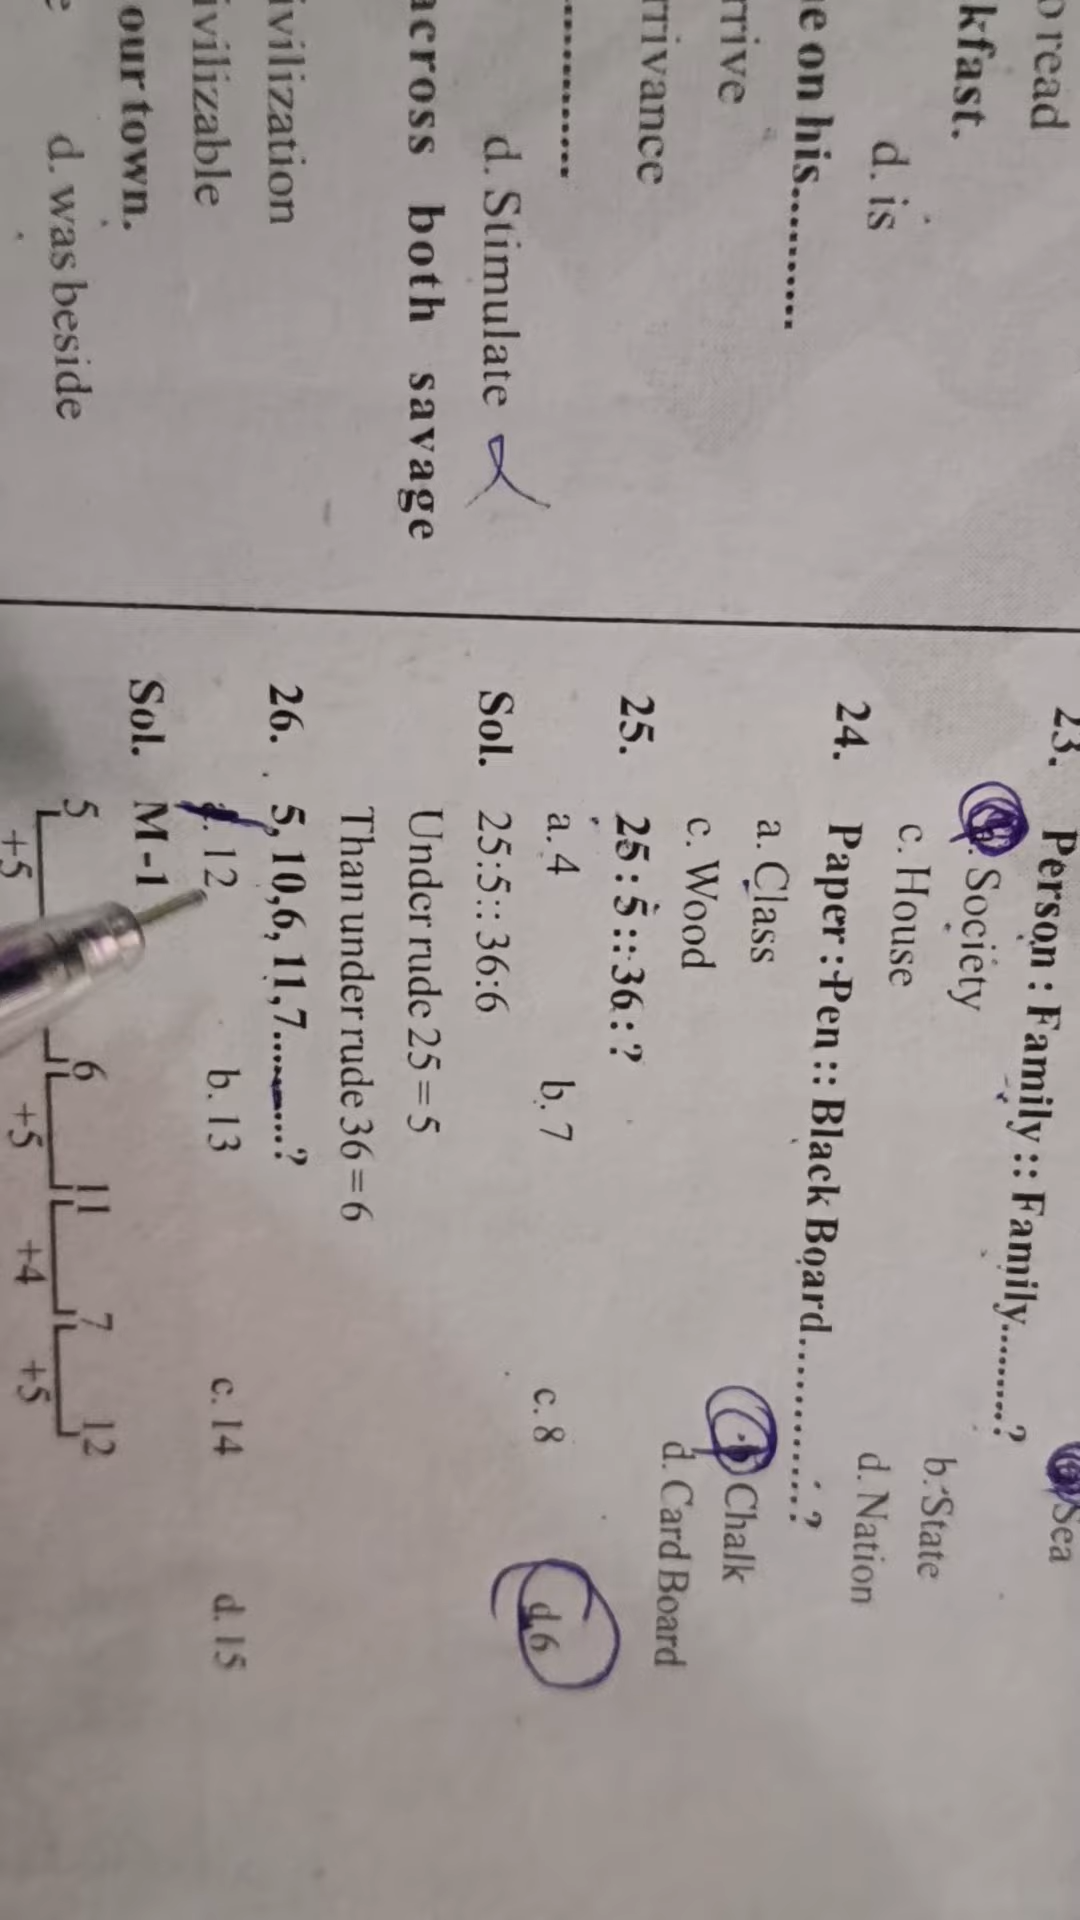 o read
kfast.
d. is
e on his..........
rrive
rrivance
............
d. Stimulate
across both savage
ivilization
ivilizable
our town.
d. was beside
Sea
23. Person : Family :: Family.........?
a. Society b. State
c. House d. Nation
24. Paper : Pen :: Black Board............?
a. Class b. Chalk
c. Wood d. Card Board
25. 25 : 5 :: 36 : ?
a. 4 b. 7 c. 8 d. 6
Sol. 25:5:: 36:6
Under rude 25 = 5
Than under rude 36 = 6
26. 5, 10, 6, 11, 7..........?
a. 12 b. 13 c. 14 d. 15
Sol. M-1
5 6 11 7 12
+5 +5 +4 +5